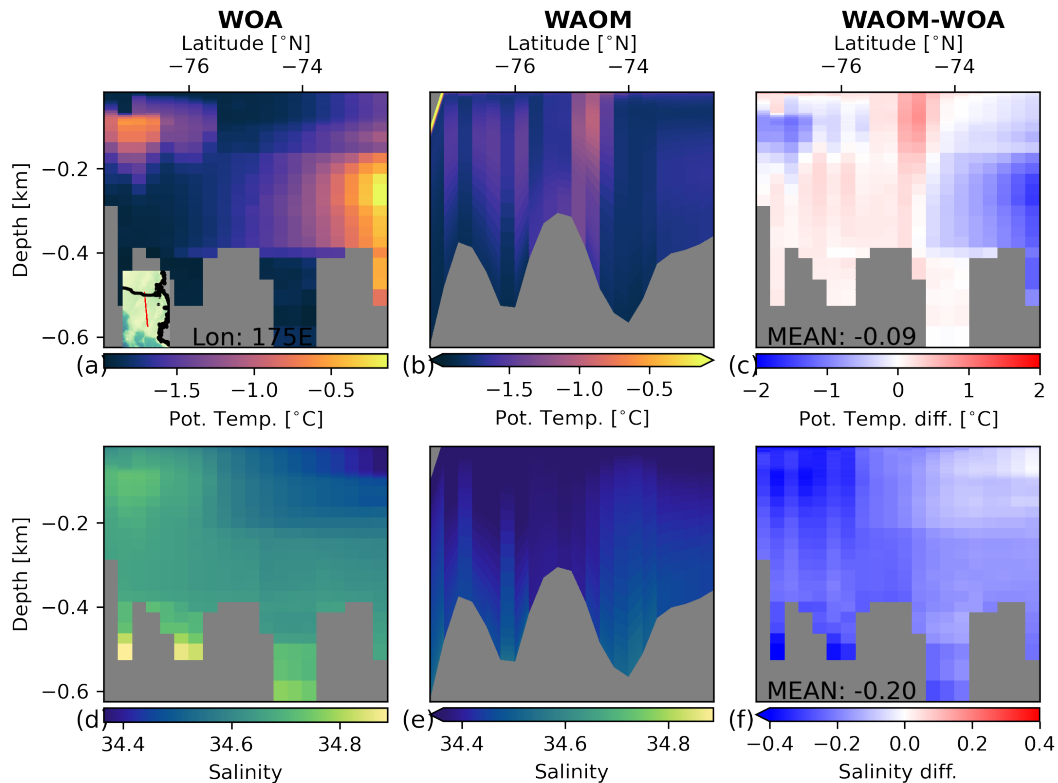 WOA WAOM WAOM-WOA
Latitude [°N] Latitude [°N] Latitude [°N]
−76 −74 −76 −74 −76 −74
Depth [km]
−0.2
−0.4
−0.6
Lon: 175E
MEAN: -0.09
(a) (b) (c)
−1.5 −1.0 −0.5 −1.5 −1.0 −0.5 −2 −1 0 1 2
Pot. Temp. [°C] Pot. Temp. [°C] Pot. Temp. diff. [°C]
Depth [km]
−0.2
−0.4
−0.6
MEAN: -0.20
(d) (e) (f)
34.4 34.6 34.8 34.4 34.6 34.8 −0.4 −0.2 0.0 0.2 0.4
Salinity Salinity Salinity diff.